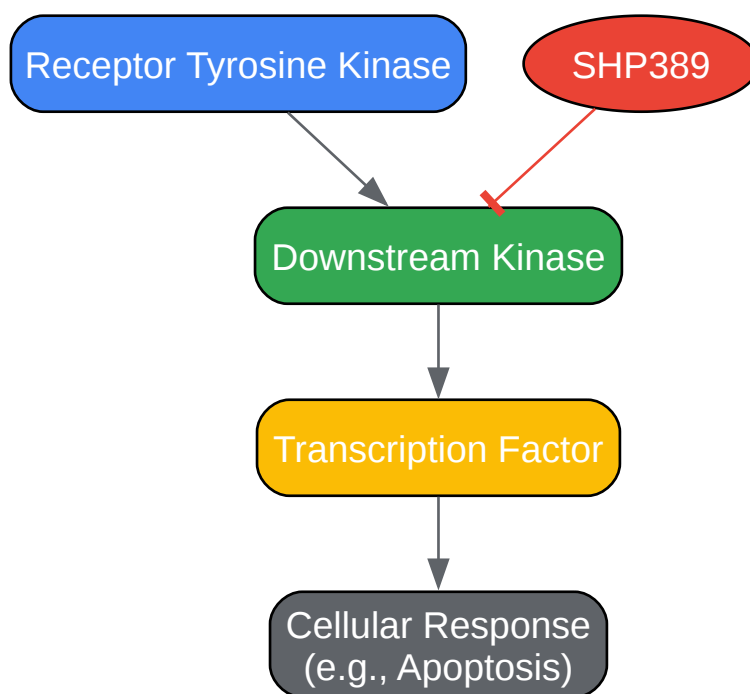 Receptor Tyrosine Kinase
SHP389
Downstream Kinase
Transcription Factor
Cellular Response
(e.g., Apoptosis)